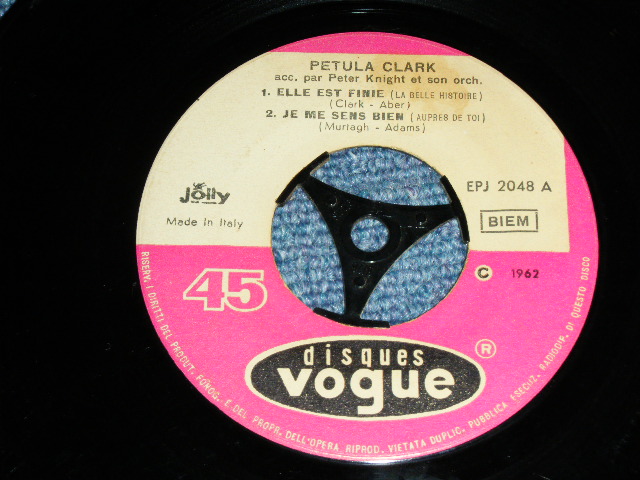 PETULA CLARK
acc. par Peter Knight et son orch.
1. ELLE EST FINIE (LA BELLE HISTOIRE)
(Clark - Aber)
2. JE ME SENS BIEN (AUPRES DE TOI)
(Murtagh - Adams)
Jolly
Made in Italy
EPJ 2048 A
BIEM
45
© 1962
disques
vogue
®
RISERV. I DIRITTI DEL PRODUT. FONOG. E DEL PROPR. DELL'OPERA RIPROD. VIETATA DUPLIC. PUBBLICA ESECUZ. RADIODIF. DI QUESTO DISCO